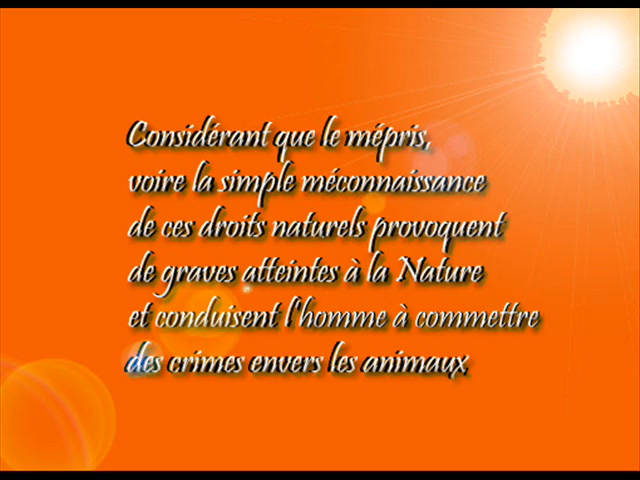 Considérant que le mépris,
voire la simple méconnaissance
de ces droits naturels provoquent
de graves atteintes à la Nature
et conduisent l'homme à commettre
des crimes envers les animaux,